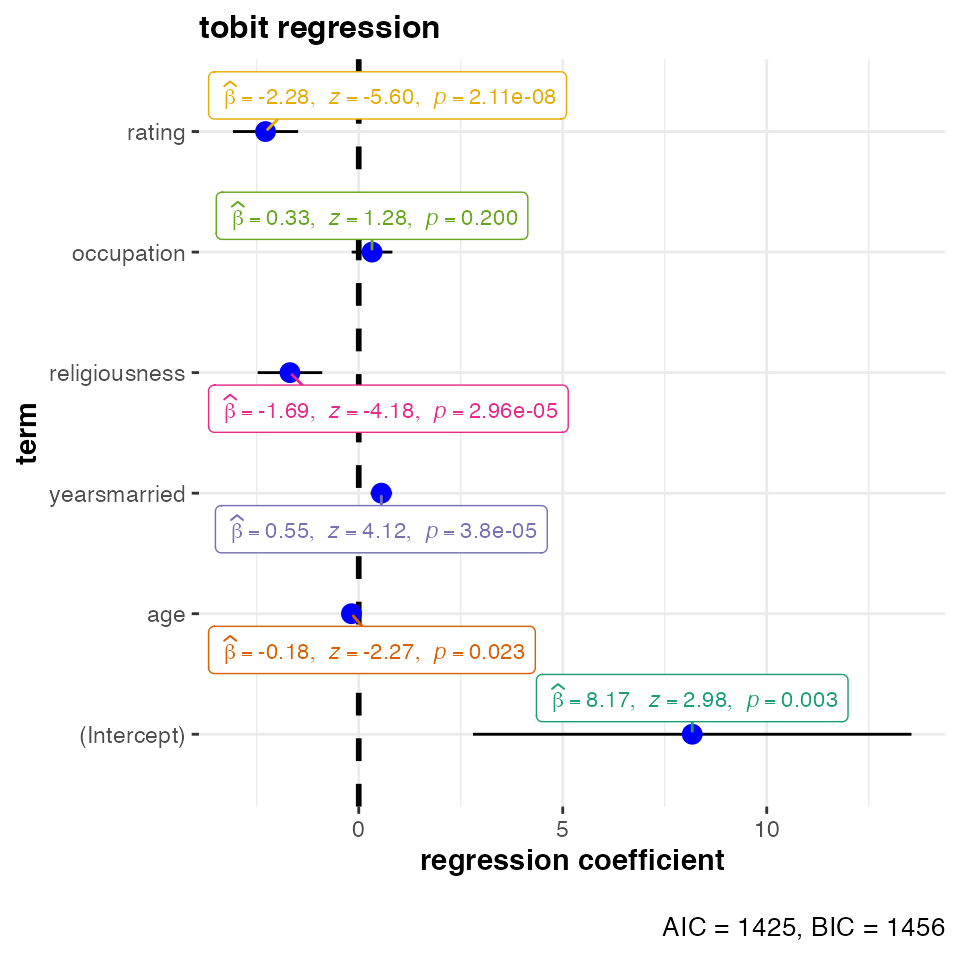 tobit regression
β̂ = -2.28, z = -5.60, p = 2.11e-08
rating
β̂ = 0.33, z = 1.28, p = 0.200
occupation
religiousness
β̂ = -1.69, z = -4.18, p = 2.96e-05
term
yearsmarried
β̂ = 0.55, z = 4.12, p = 3.8e-05
age
β̂ = -0.18, z = -2.27, p = 0.023
β̂ = 8.17, z = 2.98, p = 0.003
(Intercept)
0 5 10
regression coefficient
AIC = 1425, BIC = 1456